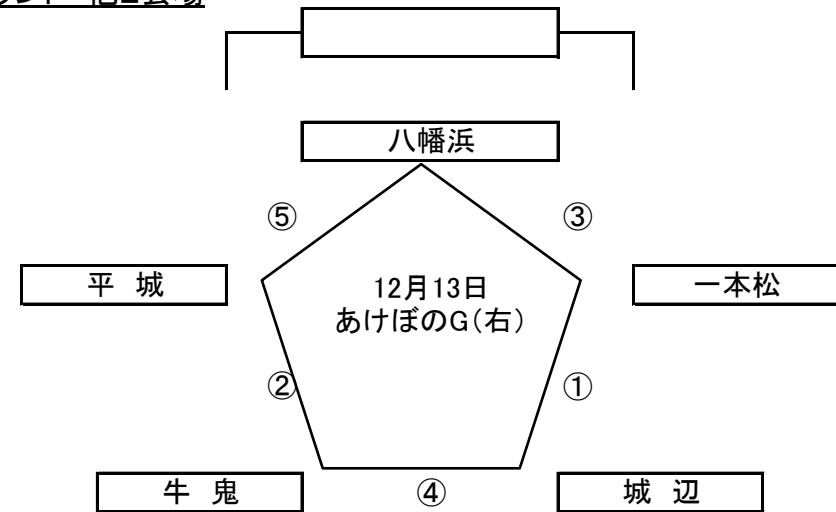 八幡浜
⑤
③
平 城
12月13日
一本松
あけぼのG(右)
②
①
牛 鬼
④
城 辺